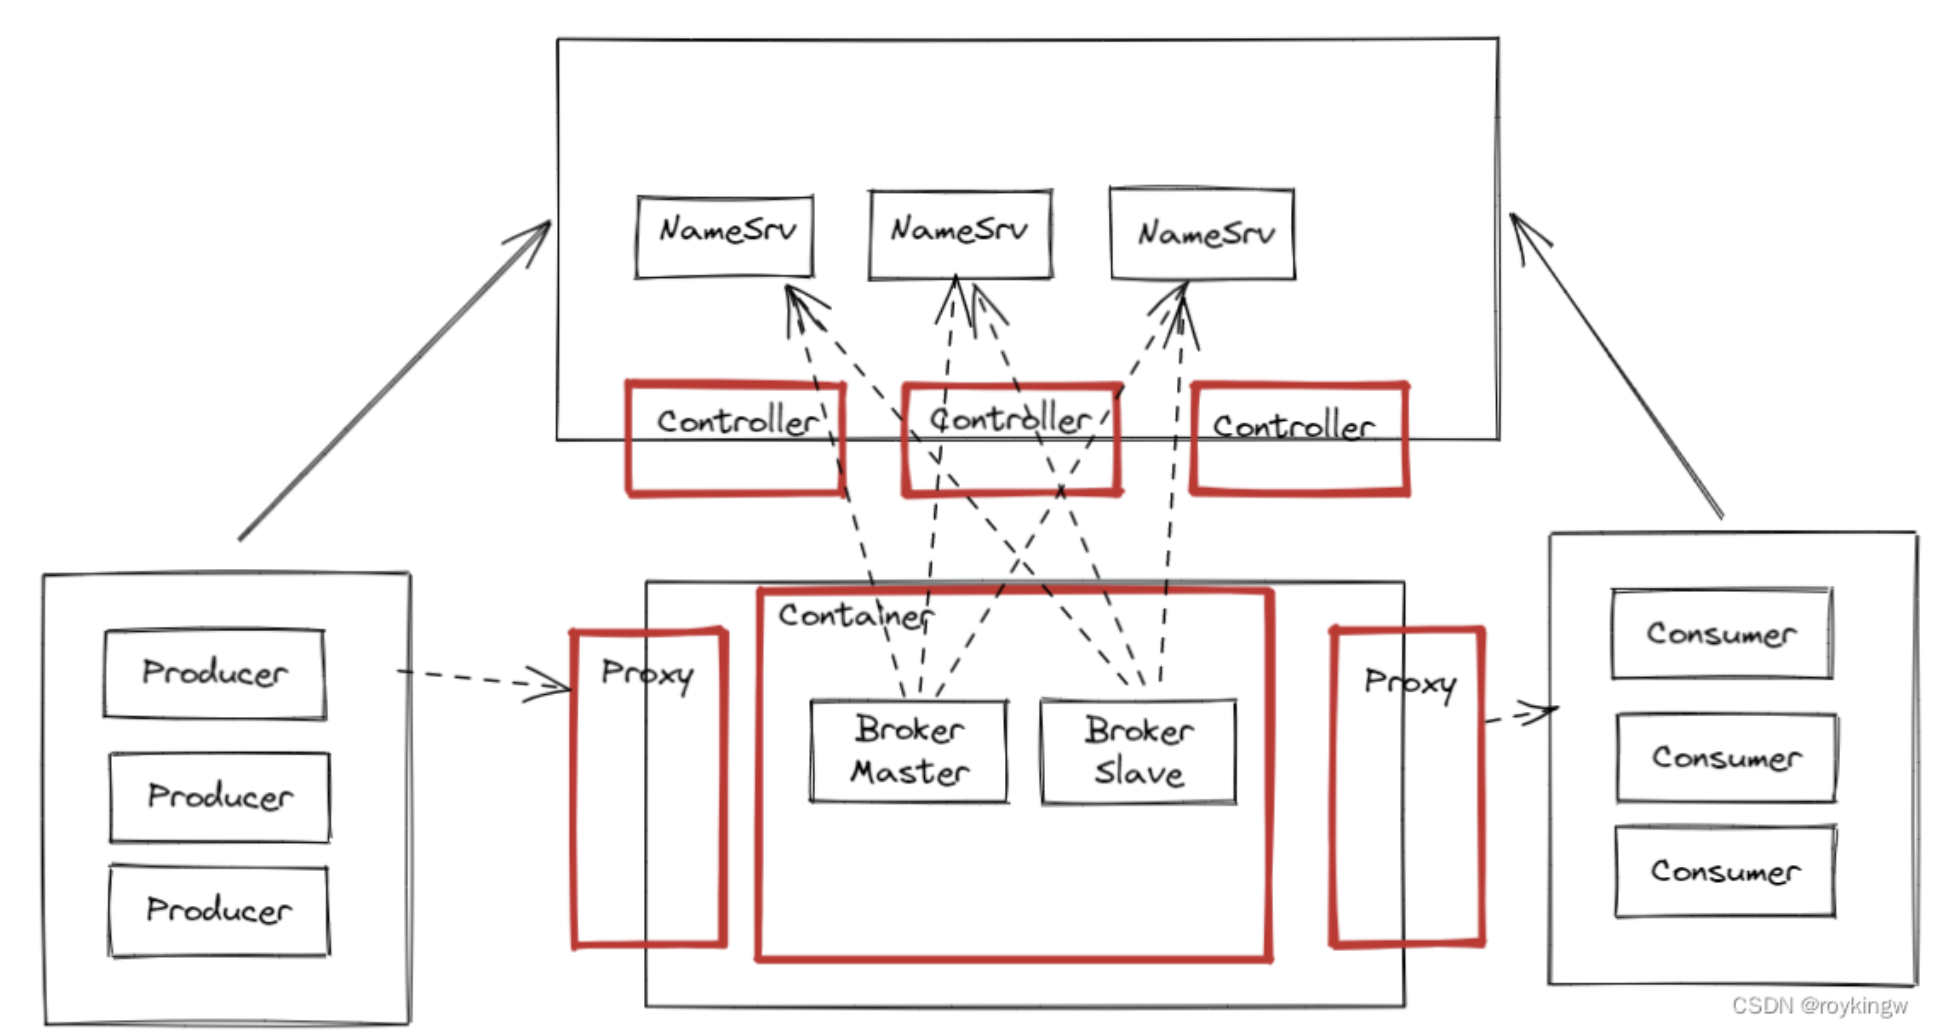 NameSrv
NameSrv
NameSrv
Controller
Controller
Controller
Producer
Producer
Producer
Proxy
Container
Broker
Master
Broker
Slave
Proxy
Consumer
Consumer
Consumer
CSDN @roykingw